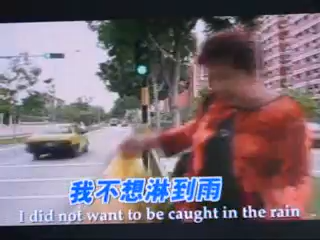 我不想淋到雨
I did not want to be caught in the rain